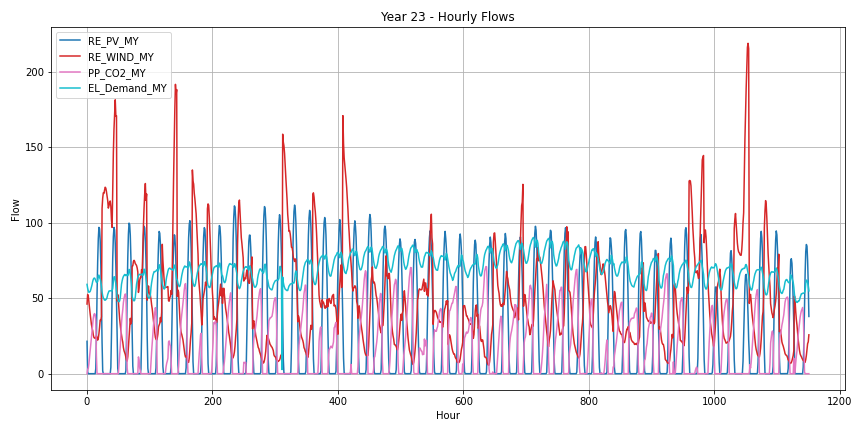 Year 23 - Hourly Flows
RE_PV_MY
RE_WIND_MY
PP_CO2_MY
EL_Demand_MY
200
150
100
50
0
Flow
0 200 400 600 800 1000 1200
Hour